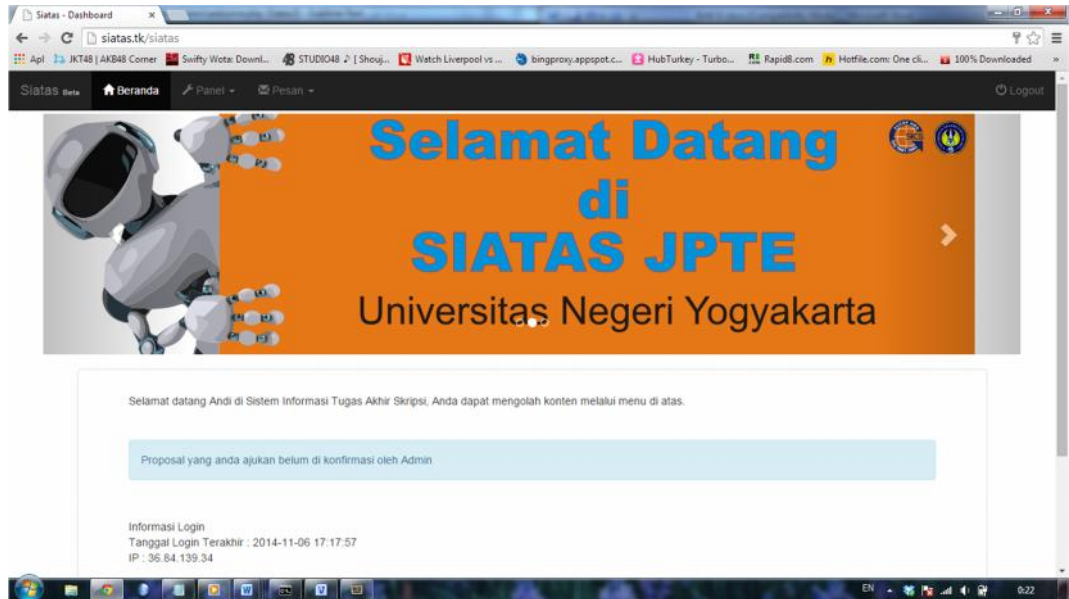 Siatas - Dashboard
siatas.tk/siatas
Apl JKT48 | AKB48 Corner Swifty Wota: Downl... STUDIO48 ♪ [ Shouj... Watch Liverpool vs ... bingproxy.appspot.c... HubTurkey - Turbo... Rapid8.com Hotfile.com: One cli... 100% Downloaded »
Siatas Beta Beranda Panel Pesan Logout
Selamat Datang
di
SIATAS JPTE
Universitas Negeri Yogyakarta
Selamat datang Andi di Sistem Informasi Tugas Akhir Skripsi, Anda dapat mengolah konten melalui menu di atas.
Proposal yang anda ajukan belum di konfirmasi oleh Admin
Informasi Login
Tanggal Login Terakhir : 2014-11-06 17:17:57
IP : 36.84.139.34
EN 0:22